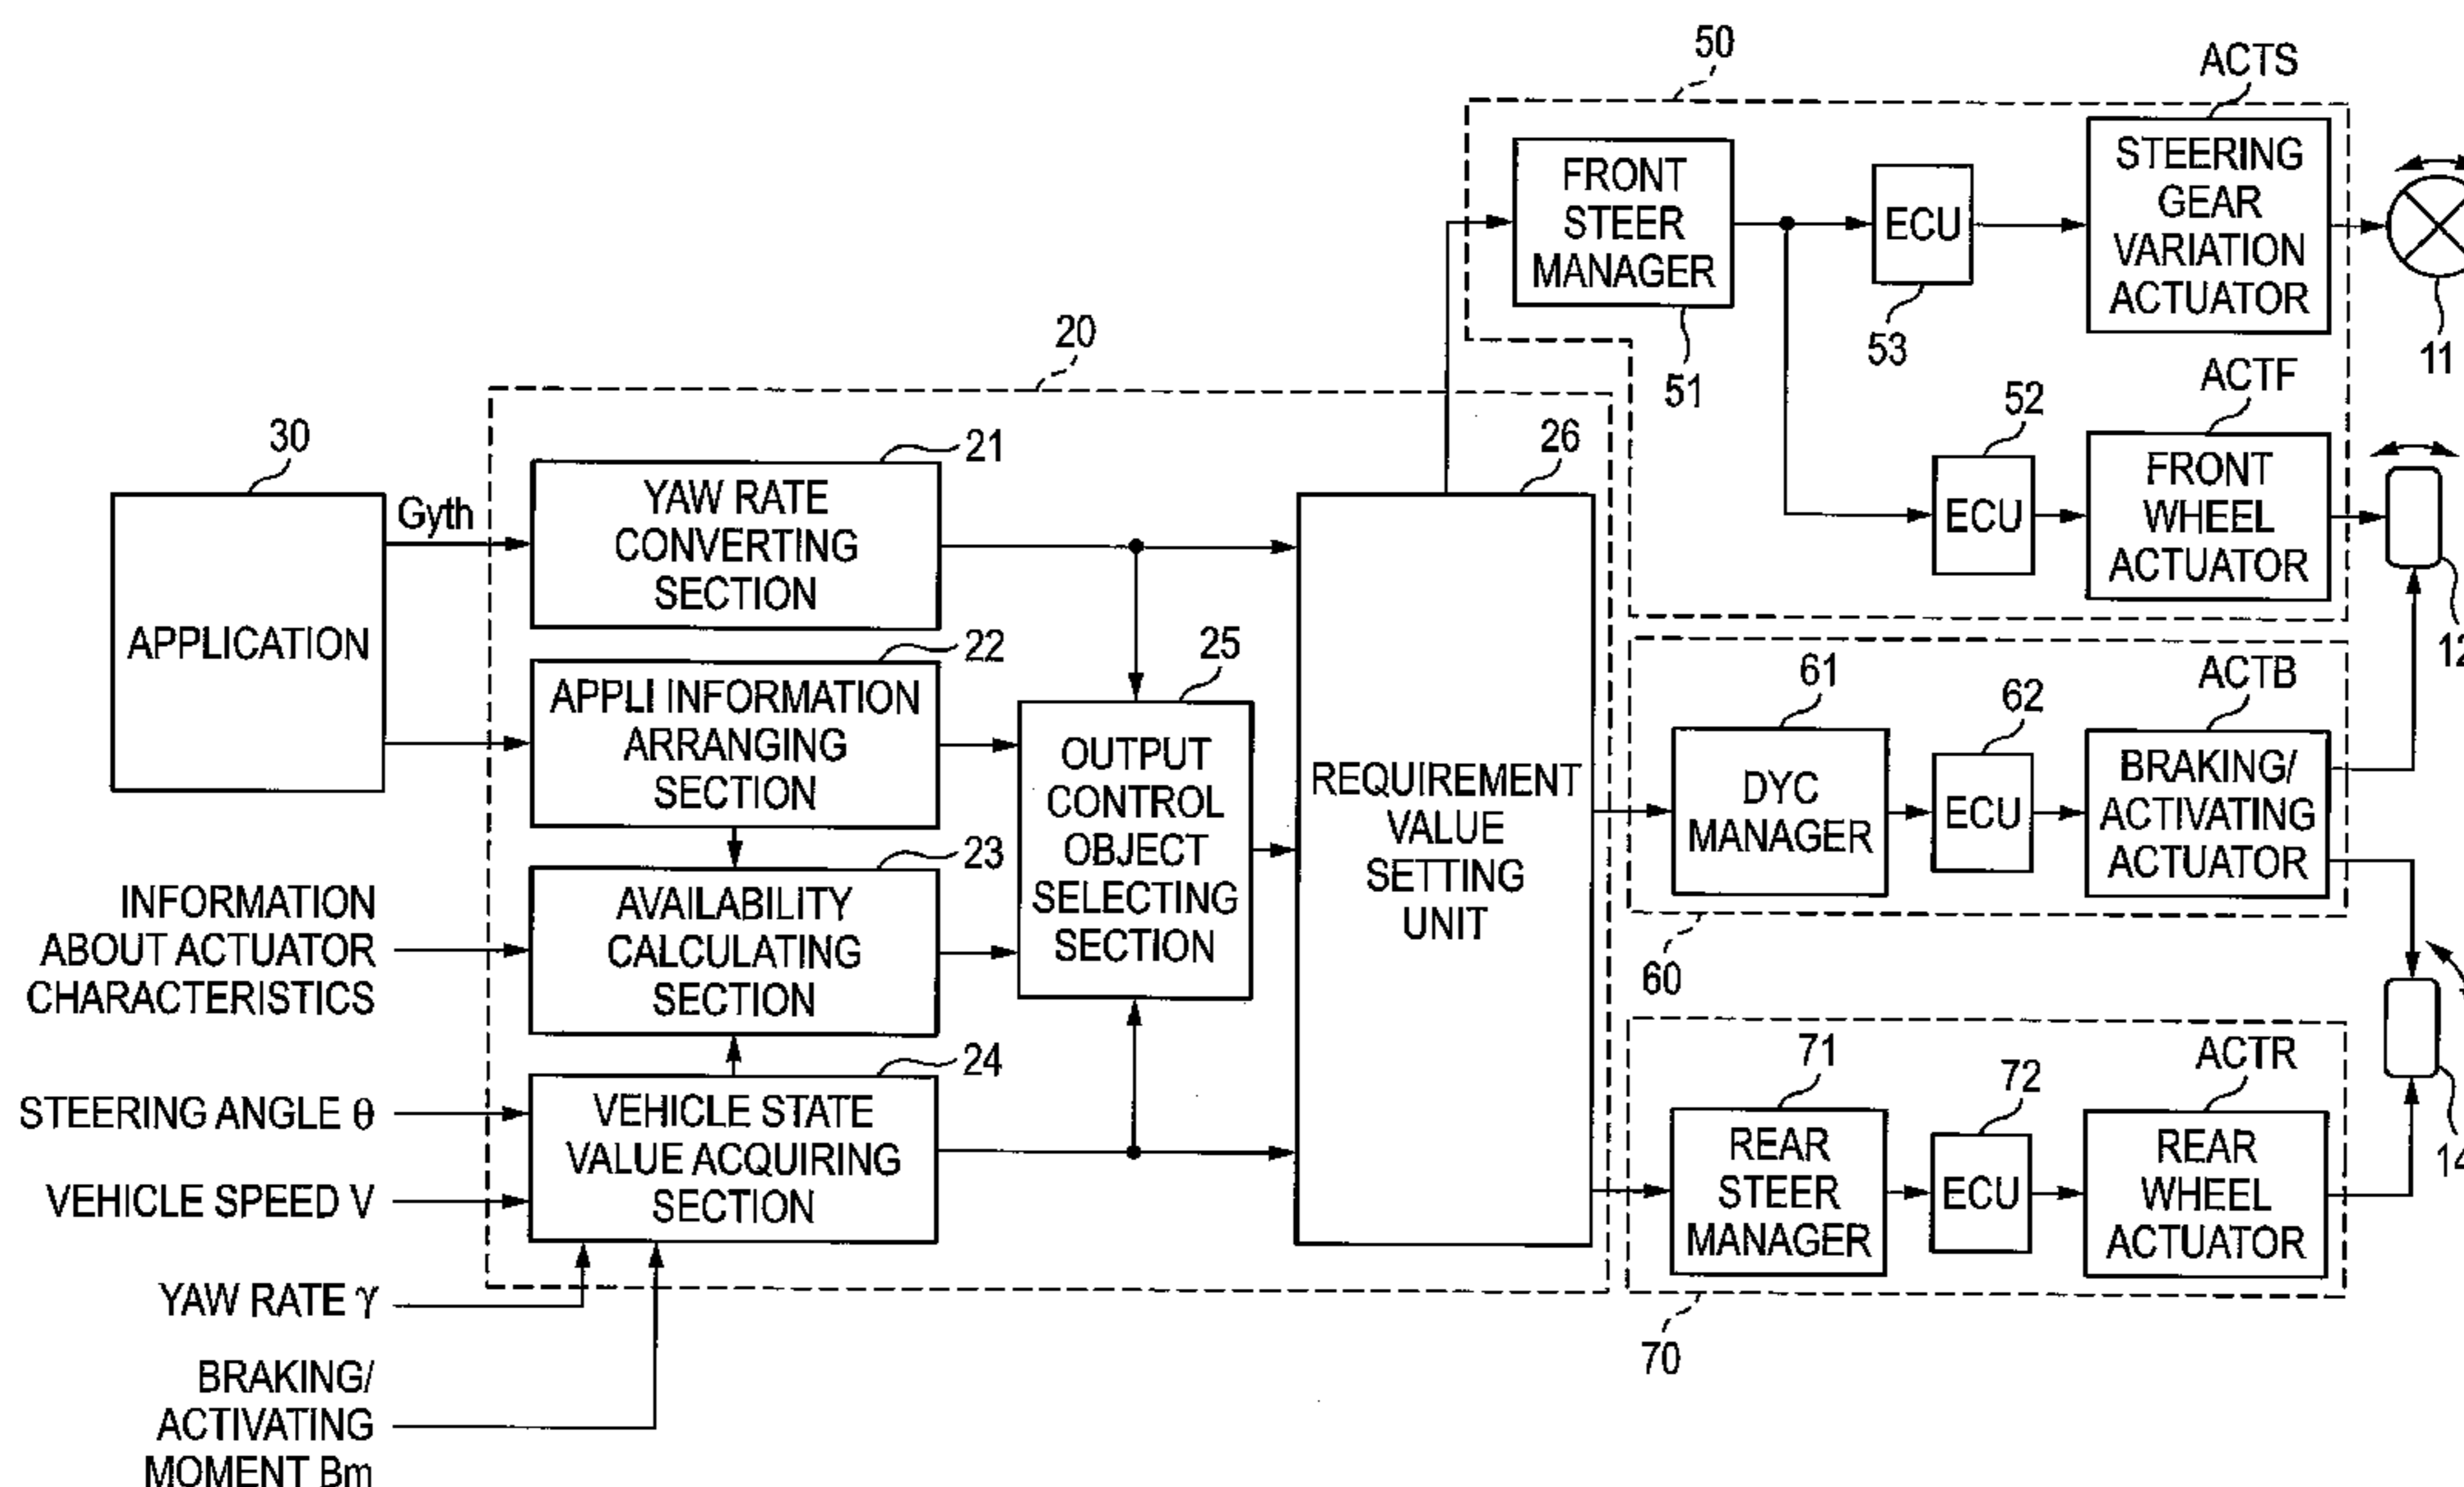 50
ACTS
FRONT
STEER
MANAGER
51
ECU
53
STEERING
GEAR
VARIATION
ACTUATOR
11
20
52
ECU
ACTF
FRONT
WHEEL
ACTUATOR
12
30
APPLICATION
Gyth
21
YAW RATE
CONVERTING
SECTION
22
APPLI INFORMATION
ARRANGING
SECTION
23
AVAILABILITY
CALCULATING
SECTION
24
VEHICLE STATE
VALUE ACQUIRING
SECTION
25
OUTPUT
CONTROL
OBJECT
SELECTING
SECTION
26
REQUIREMENT
VALUE
SETTING
UNIT
61
DYC
MANAGER
62
ECU
ACTB
BRAKING/
ACTIVATING
ACTUATOR
60
14
71
REAR
STEER
MANAGER
72
ECU
ACTR
REAR
WHEEL
ACTUATOR
70
INFORMATION
ABOUT ACTUATOR
CHARACTERISTICS
STEERING ANGLE θ
VEHICLE SPEED V
YAW RATE γ
BRAKING/
ACTIVATING
MOMENT Bm